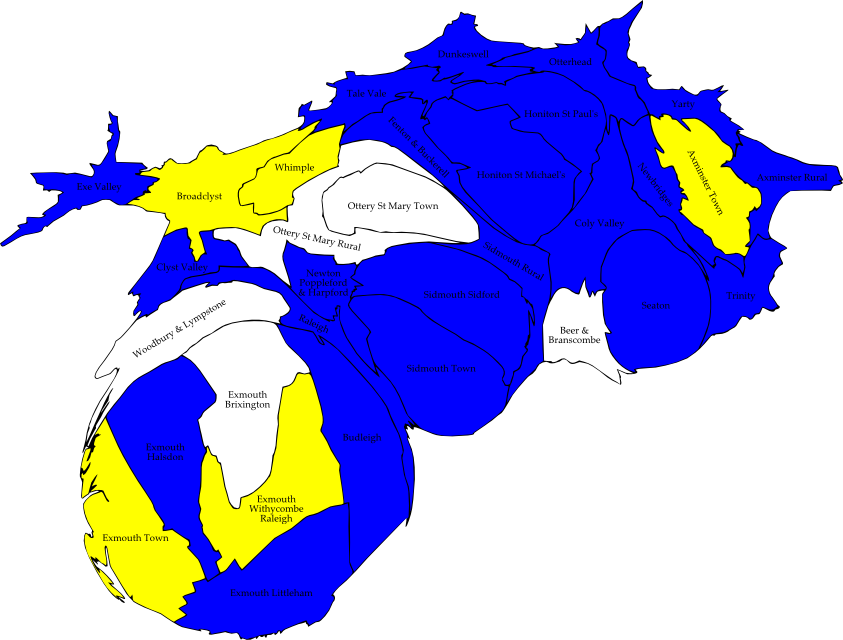 Dunkeswell
Otterhead
Tale Vale
Yarty
Honiton St Paul's
Feniton & Buckerell
Whimple
Honiton St Michael's
Newbridges
Axminster Town
Axminster Rural
Exe Valley
Broadclyst
Ottery St Mary Town
Coly Valley
Ottery St Mary Rural
Sidmouth Rural
Clyst Valley
Newton
Poppleford
& Harpford
Sidmouth Sidford
Trinity
Seaton
Woodbury & Lympstone
Raleigh
Beer &
Branscombe
Sidmouth Town
Exmouth
Brixington
Budleigh
Exmouth
Halsdon
Exmouth
Withycombe
Raleigh
Exmouth Town
Exmouth Littleham